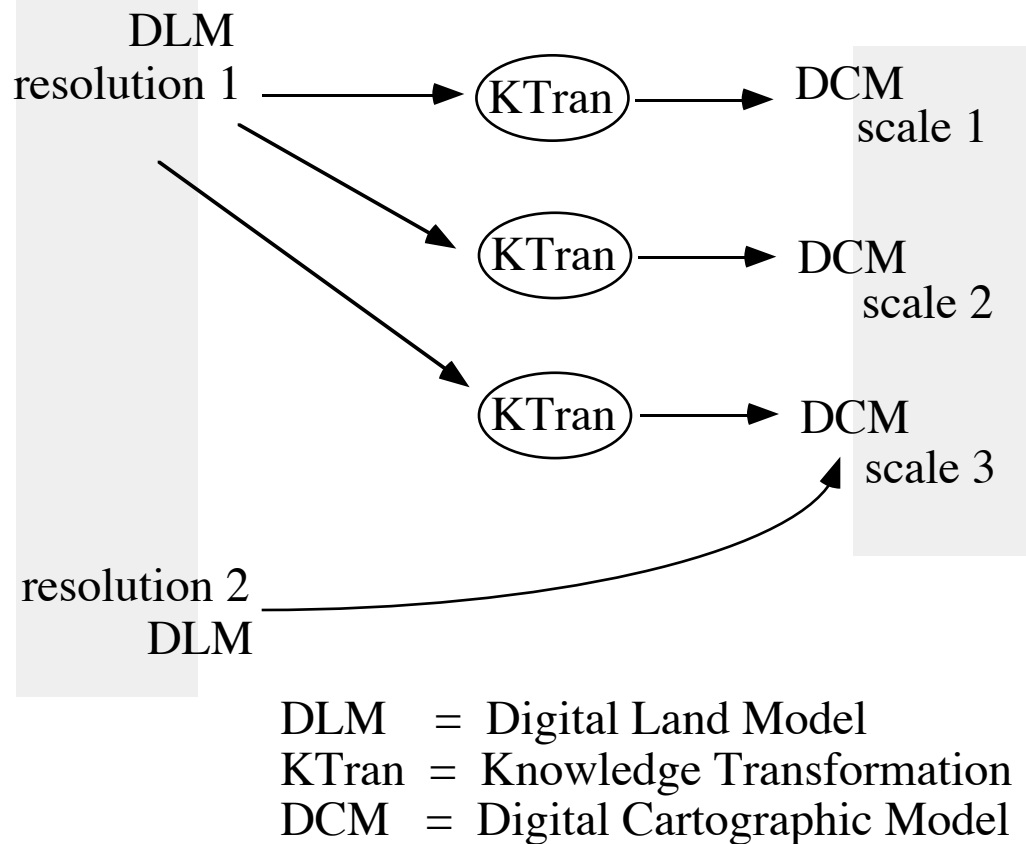 DLM
resolution 1
KTran
DCM
scale 1
KTran
DCM
scale 2
KTran
DCM
scale 3
resolution 2
DLM
DLM = Digital Land Model
KTran = Knowledge Transformation
DCM = Digital Cartographic Model